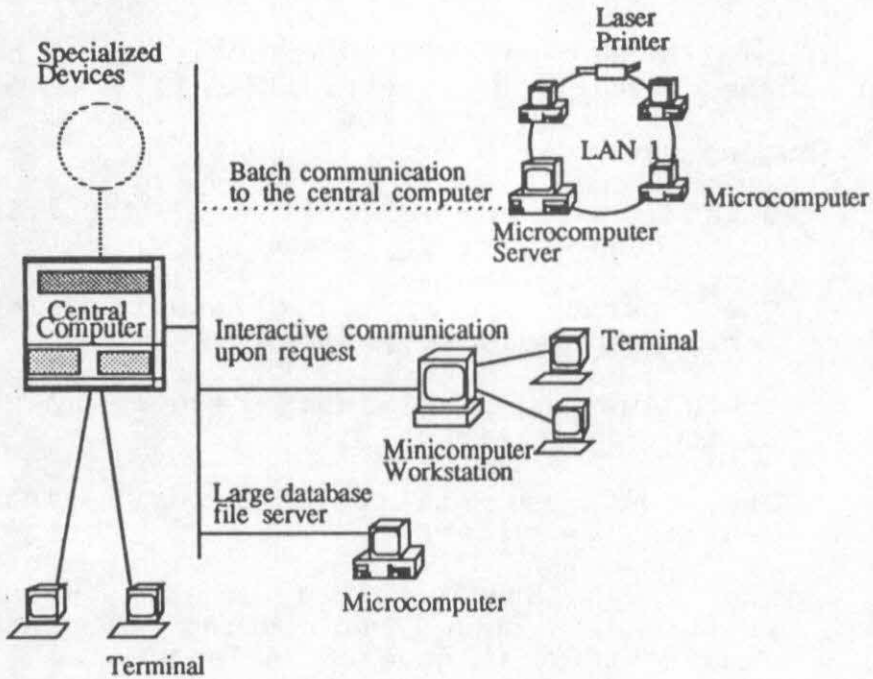 Laser
Printer
Specialized
Devices
LAN 1
Batch communication
to the central computer
Microcomputer
Microcomputer
Server
Central
Computer
Interactive communication
upon request
Terminal
Minicomputer
Workstation
Large database
file server
Microcomputer
Terminal